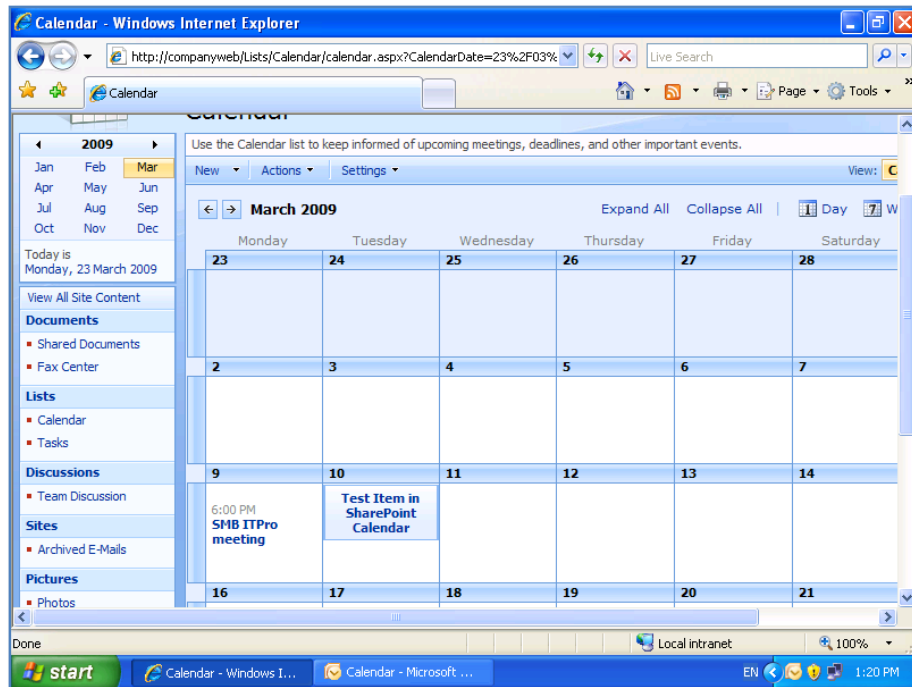 Calendar - Windows Internet Explorer
http://companyweb/Lists/Calendar/calendar.aspx?CalendarDate=23%2F03%
Live Search
Calendar
Page
Tools
»
Calendar
2009
Jan Feb Mar
Apr May Jun
Jul Aug Sep
Oct Nov Dec
Today is
Monday, 23 March 2009
View All Site Content
Documents
Shared Documents
Fax Center
Lists
Calendar
Tasks
Discussions
Team Discussion
Sites
Archived E-Mails
Pictures
Photos
Use the Calendar list to keep informed of upcoming meetings, deadlines, and other important events.
New Actions Settings View: C
March 2009 Expand All Collapse All | 1 Day 7 W
Monday Tuesday Wednesday Thursday Friday Saturday
23 24 25 26 27 28
2 3 4 5 6 7
9 10 11 12 13 14
6:00 PM
SMB ITPro
meeting
Test Item in
SharePoint
Calendar
16 17 18 19 20 21
Done Local intranet 100%
start Calendar - Windows I... Calendar - Microsoft ... EN 1:20 PM